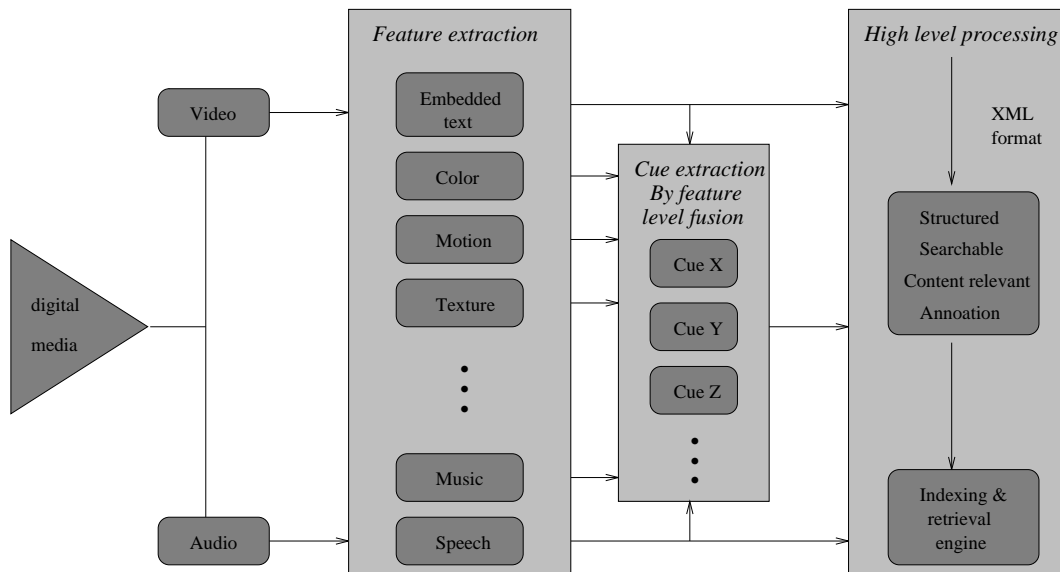 digital
media
Video
Audio
Feature extraction
Embedded
text
Color
Motion
Texture
Music
Speech
Cue extraction
By feature
level fusion
Cue X
Cue Y
Cue Z
High level processing
XML
format
Structured
Searchable
Content relevant
Annoation
Indexing &
retrieval
engine